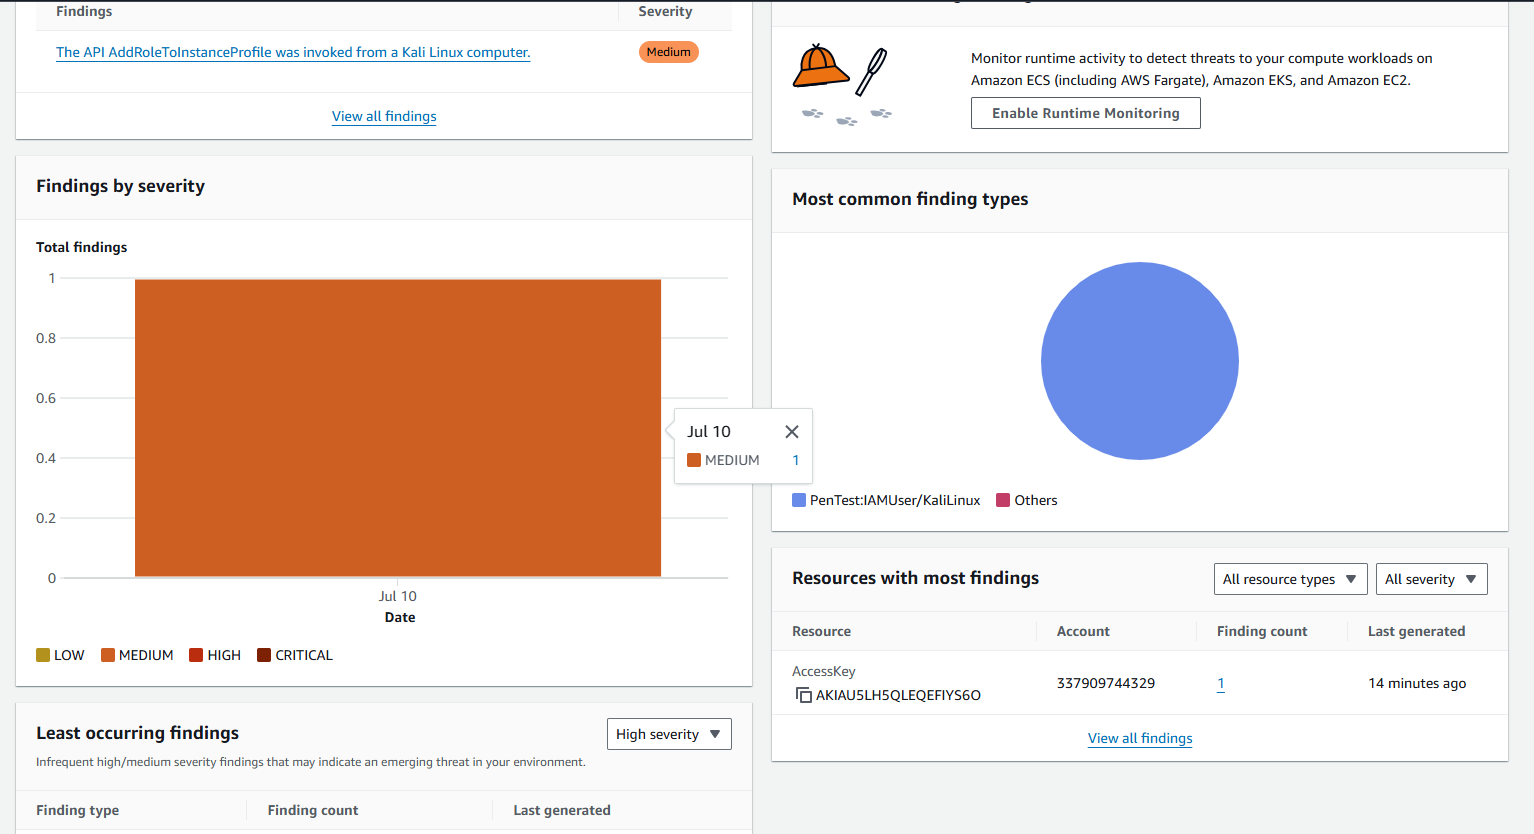 Findings
Severity
The API AddRoleToInstanceProfile was invoked from a Kali Linux computer.
Medium
View all findings
Monitor runtime activity to detect threats to your compute workloads on
Amazon ECS (including AWS Fargate), Amazon EKS, and Amazon EC2.
Enable Runtime Monitoring
Findings by severity
Total findings
1
0.8
0.6
0.4
0.2
0
Jul 10
Date
Jul 10
MEDIUM 1
LOW MEDIUM HIGH CRITICAL
Most common finding types
PenTest:IAMUser/KaliLinux Others
Resources with most findings
All resource types
All severity
Resource Account Finding count Last generated
AccessKey
AKIAU5LH5QLEQEFIYS6O 337909744329 1 14 minutes ago
View all findings
Least occurring findings
High severity
Infrequent high/medium severity findings that may indicate an emerging threat in your environment.
Finding type Finding count Last generated